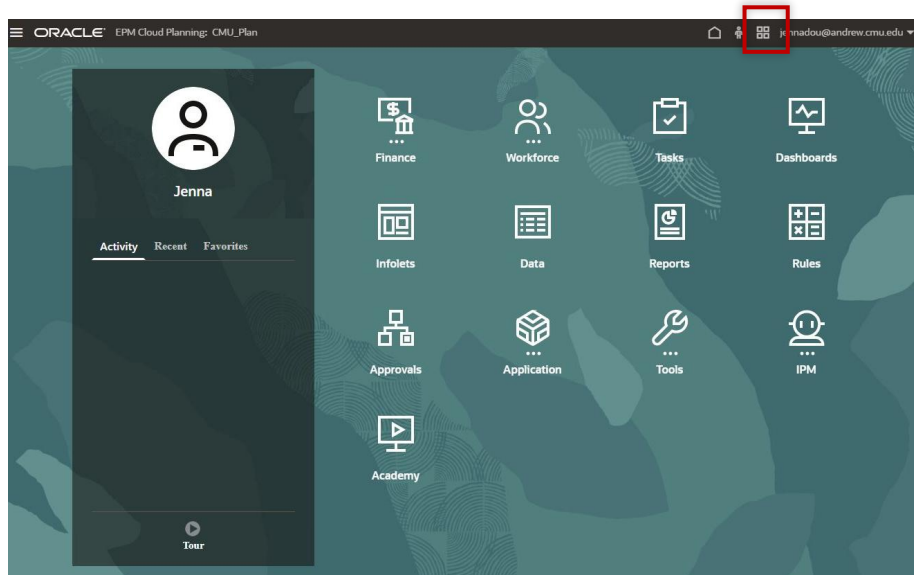 ORACLE EPM Cloud Planning: CMU_Plan jennadou@andrew.cmu.edu
Jenna
Activity Recent Favorites
Tour
Finance Workforce Tasks Dashboards
Infolets Data Reports Rules
Approvals Application Tools IPM
Academy